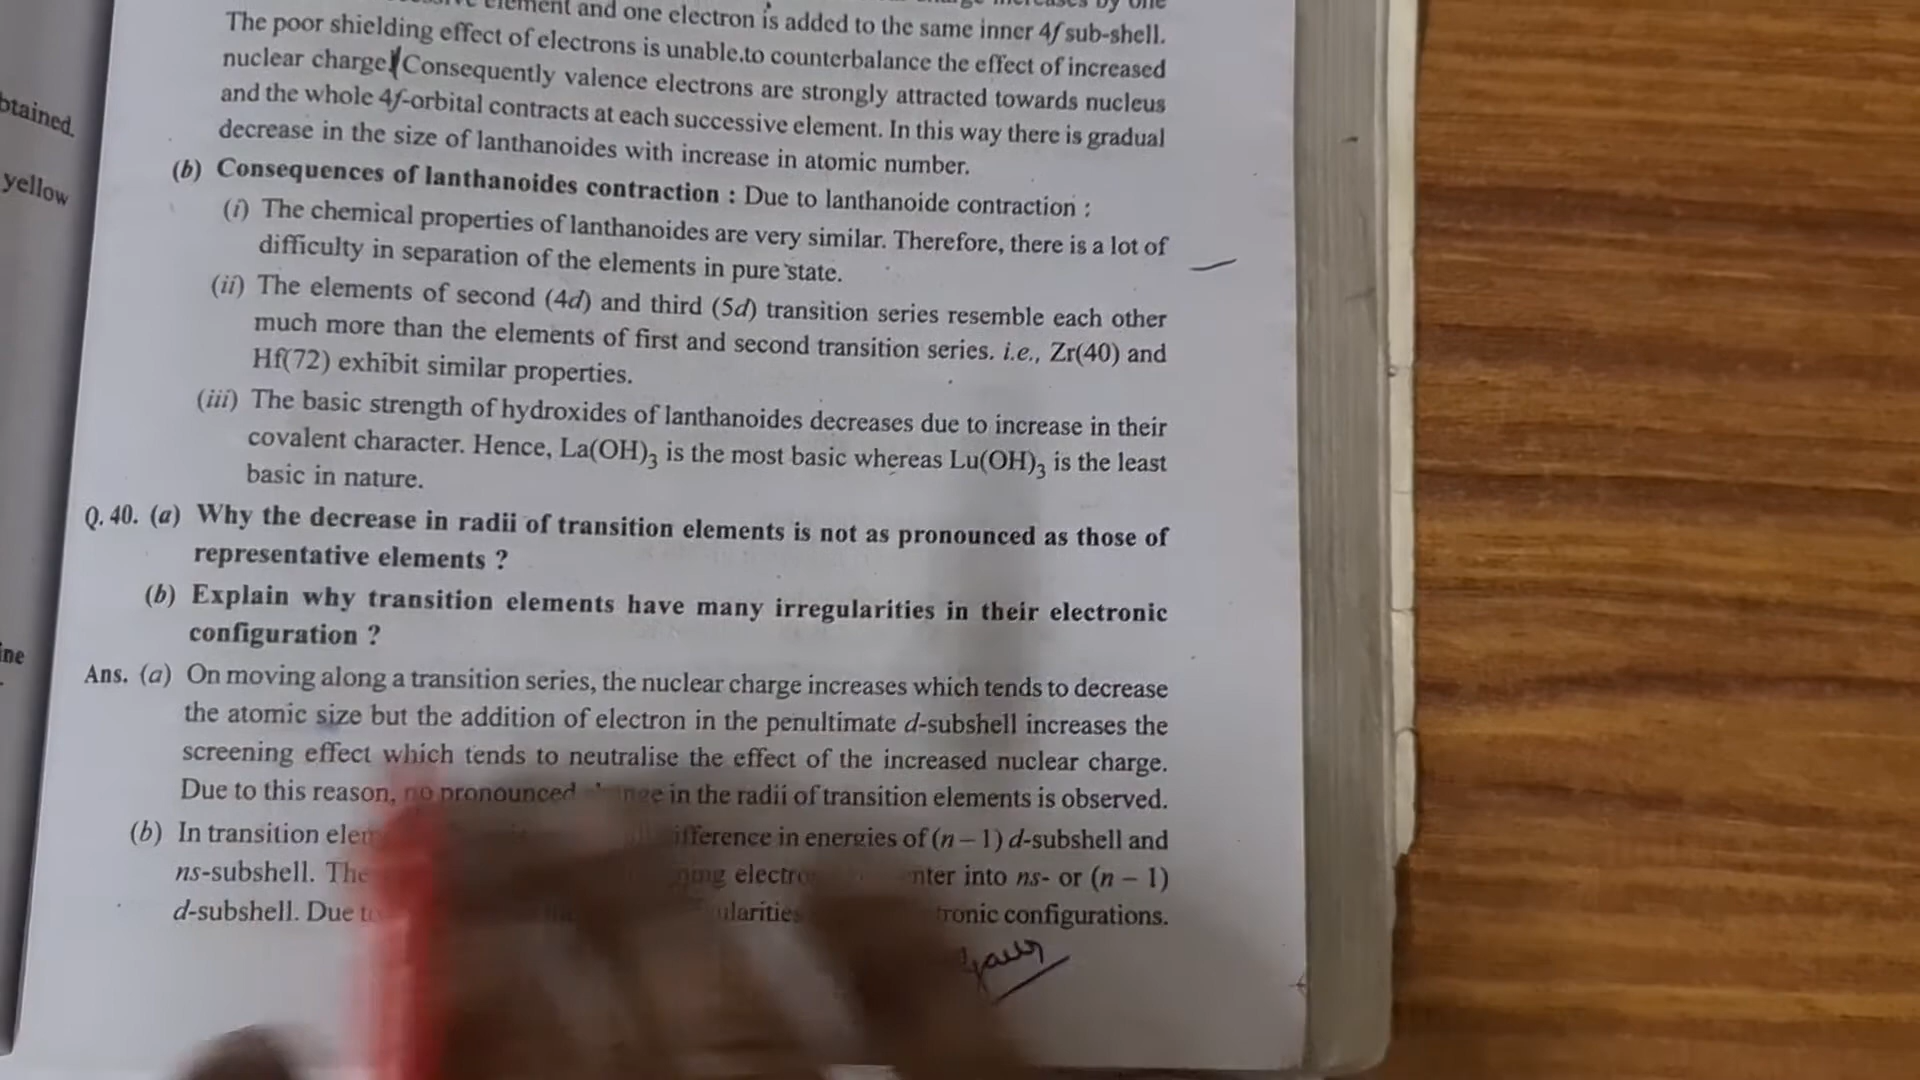 element and one electron is added to the same inner 4f sub-shell.
The poor shielding effect of electrons is unable.to counterbalance the effect of increased
nuclear charge. Consequently valence electrons are strongly attracted towards nucleus
and the whole 4f-orbital contracts at each successive element. In this way there is gradual
decrease in the size of lanthanoides with increase in atomic number.
(b) Consequences of lanthanoides contraction : Due to lanthanoide contraction :
(i) The chemical properties of lanthanoides are very similar. Therefore, there is a lot of
difficulty in separation of the elements in pure state.
(ii) The elements of second (4d) and third (5d) transition series resemble each other
much more than the elements of first and second transition series. i.e., Zr(40) and
Hf(72) exhibit similar properties.
(iii) The basic strength of hydroxides of lanthanoides decreases due to increase in their
covalent character. Hence, La(OH)₃ is the most basic whereas Lu(OH)₃ is the least
basic in nature.
Q. 40. (a) Why the decrease in radii of transition elements is not as pronounced as those of
representative elements ?
(b) Explain why transition elements have many irregularities in their electronic
configuration ?
Ans. (a) On moving along a transition series, the nuclear charge increases which tends to decrease
the atomic size but the addition of electron in the penultimate d-subshell increases the
screening effect which tends to neutralise the effect of the increased nuclear charge.
Due to this reason, no pronounced in the radii of transition elements is observed.
(b) In transition difference in energies of (n – 1) d-subshell and
ns-subshell. into ns- or (n – 1)
d-subshell. Due configurations.
yellow